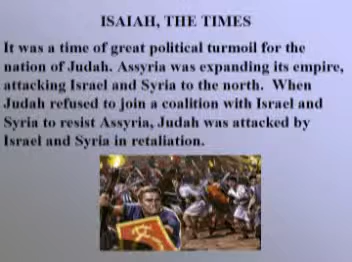 ISAIAH, THE TIMES
It was a time of great political turmoil for the
nation of Judah. Assyria was expanding its empire,
attacking Israel and Syria to the north.  When
Judah refused to join a coalition with Israel and
Syria to resist Assyria, Judah was attacked by
Israel and Syria in retaliation.